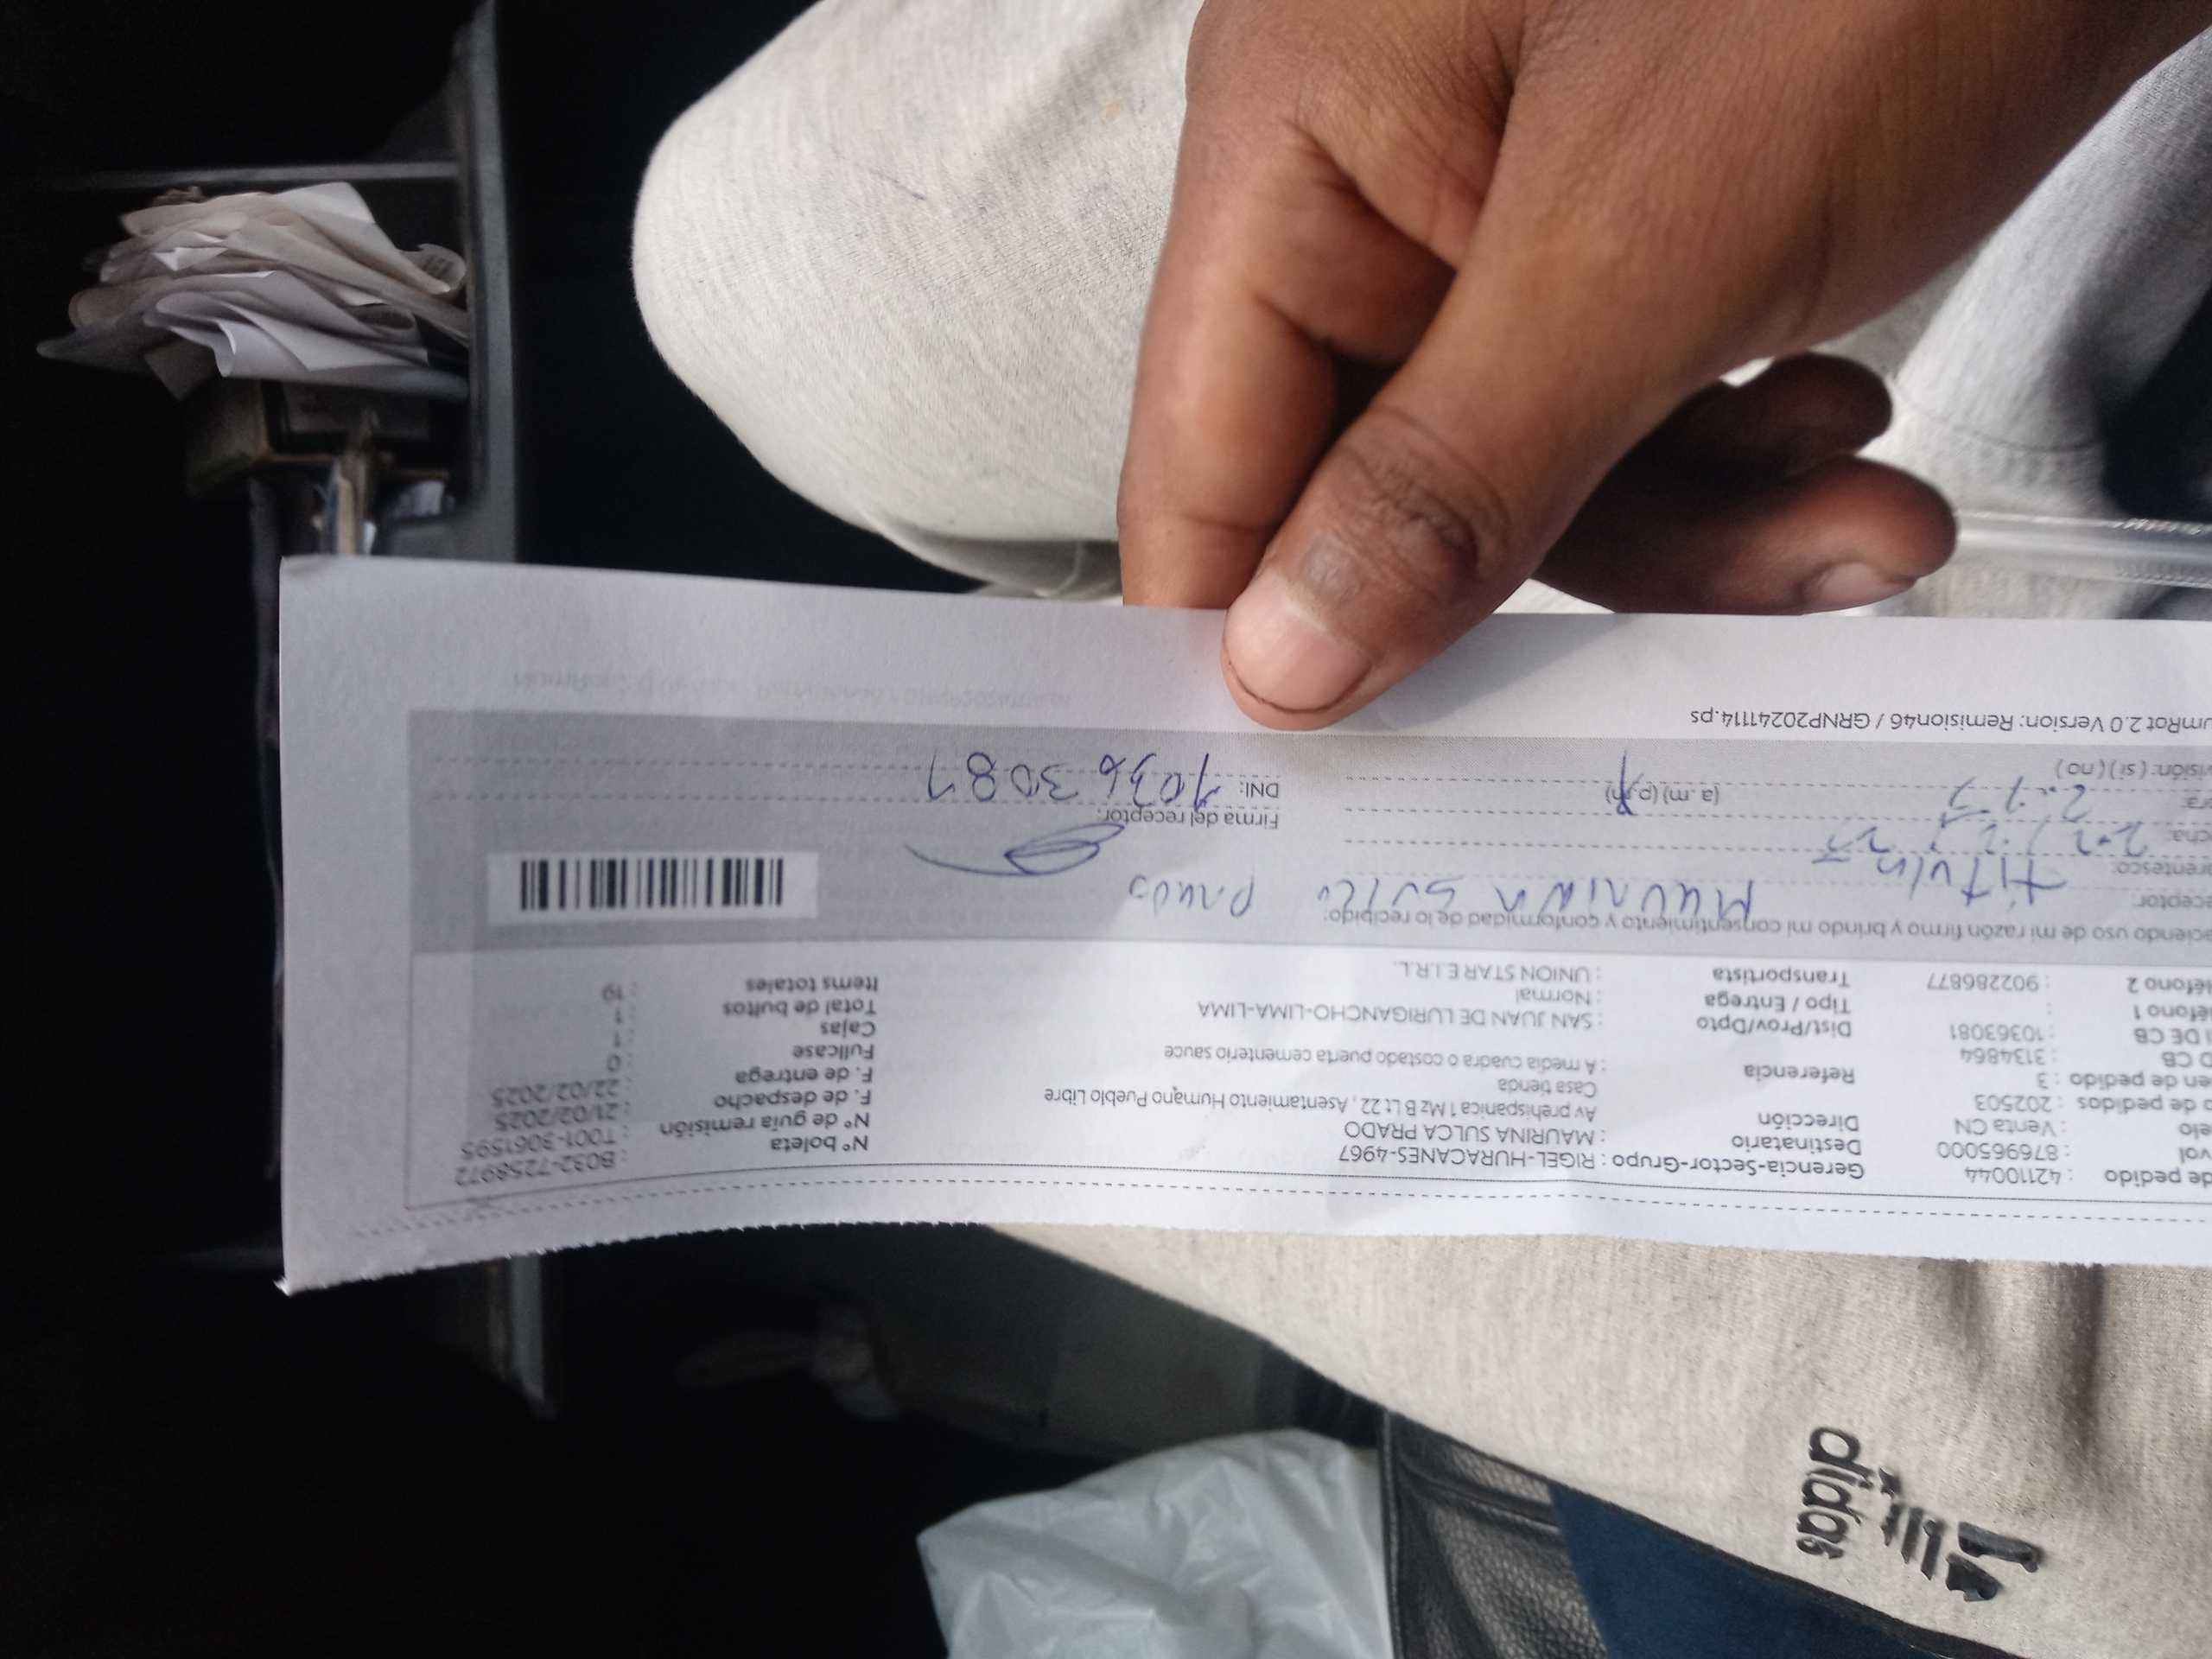 de pedido : 42110044 Gerencia-Sector-Grupo : RIGEL-HURACANES-4967 N° boleta : B032-7258972
vol : 876965000 Destinatario : MAURINA SULCA PRADO N° de guía remisión : T001-3061595
elo : Venta CN Dirección Av prehispanica 1 Mz B Lt 22 , Asentamiento Humano Pueblo Libre F. de despacho : 21/02/2025
de pedidos : 202503 Casa tienda F. de entrega : 22/02/2025
en de pedido : 3 Referencia : A media cuadra o costado puerta cementerio sauce Fullcase : 0
D CB : 3134864 Cajas : 1
I DE CB : 10363081 Dist/Prov/Dpto : SAN JUAN DE LURIGANCHO-LIMA-LIMA Total de bultos : 1
léfono 1 : Tipo / Entrega : Normal Items totales : 19
léfono 2 : 902286877 Transportista : UNION STAR E.I.R.L.
aciendo uso de mi razón firmo y brindo mi consentimiento y conformidad de lo recibido:
ceptor: MAURINA SULCA PRADO
rentesco: titular
cha: 22/2/25 Firma del receptor:
ra: 2:15 (a.m) (p.m) DNI: 10363081
visión: ( si ) ( no )
umRot 2.0 Version: Remision46 / GRNP20241114.ps
adidas